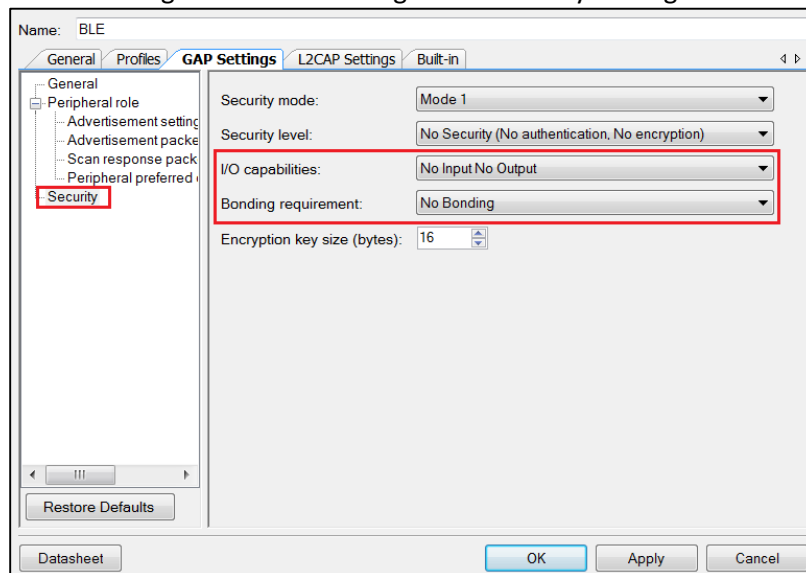 Name: BLE
General Profiles GAP Settings L2CAP Settings Built-in
General
Peripheral role
Advertisement setting
Advertisement packe
Scan response pack
Peripheral preferred
Security
Security mode: Mode 1
Security level: No Security (No authentication, No encryption)
I/O capabilities: No Input No Output
Bonding requirement: No Bonding
Encryption key size (bytes): 16
Restore Defaults
Datasheet OK Apply Cancel